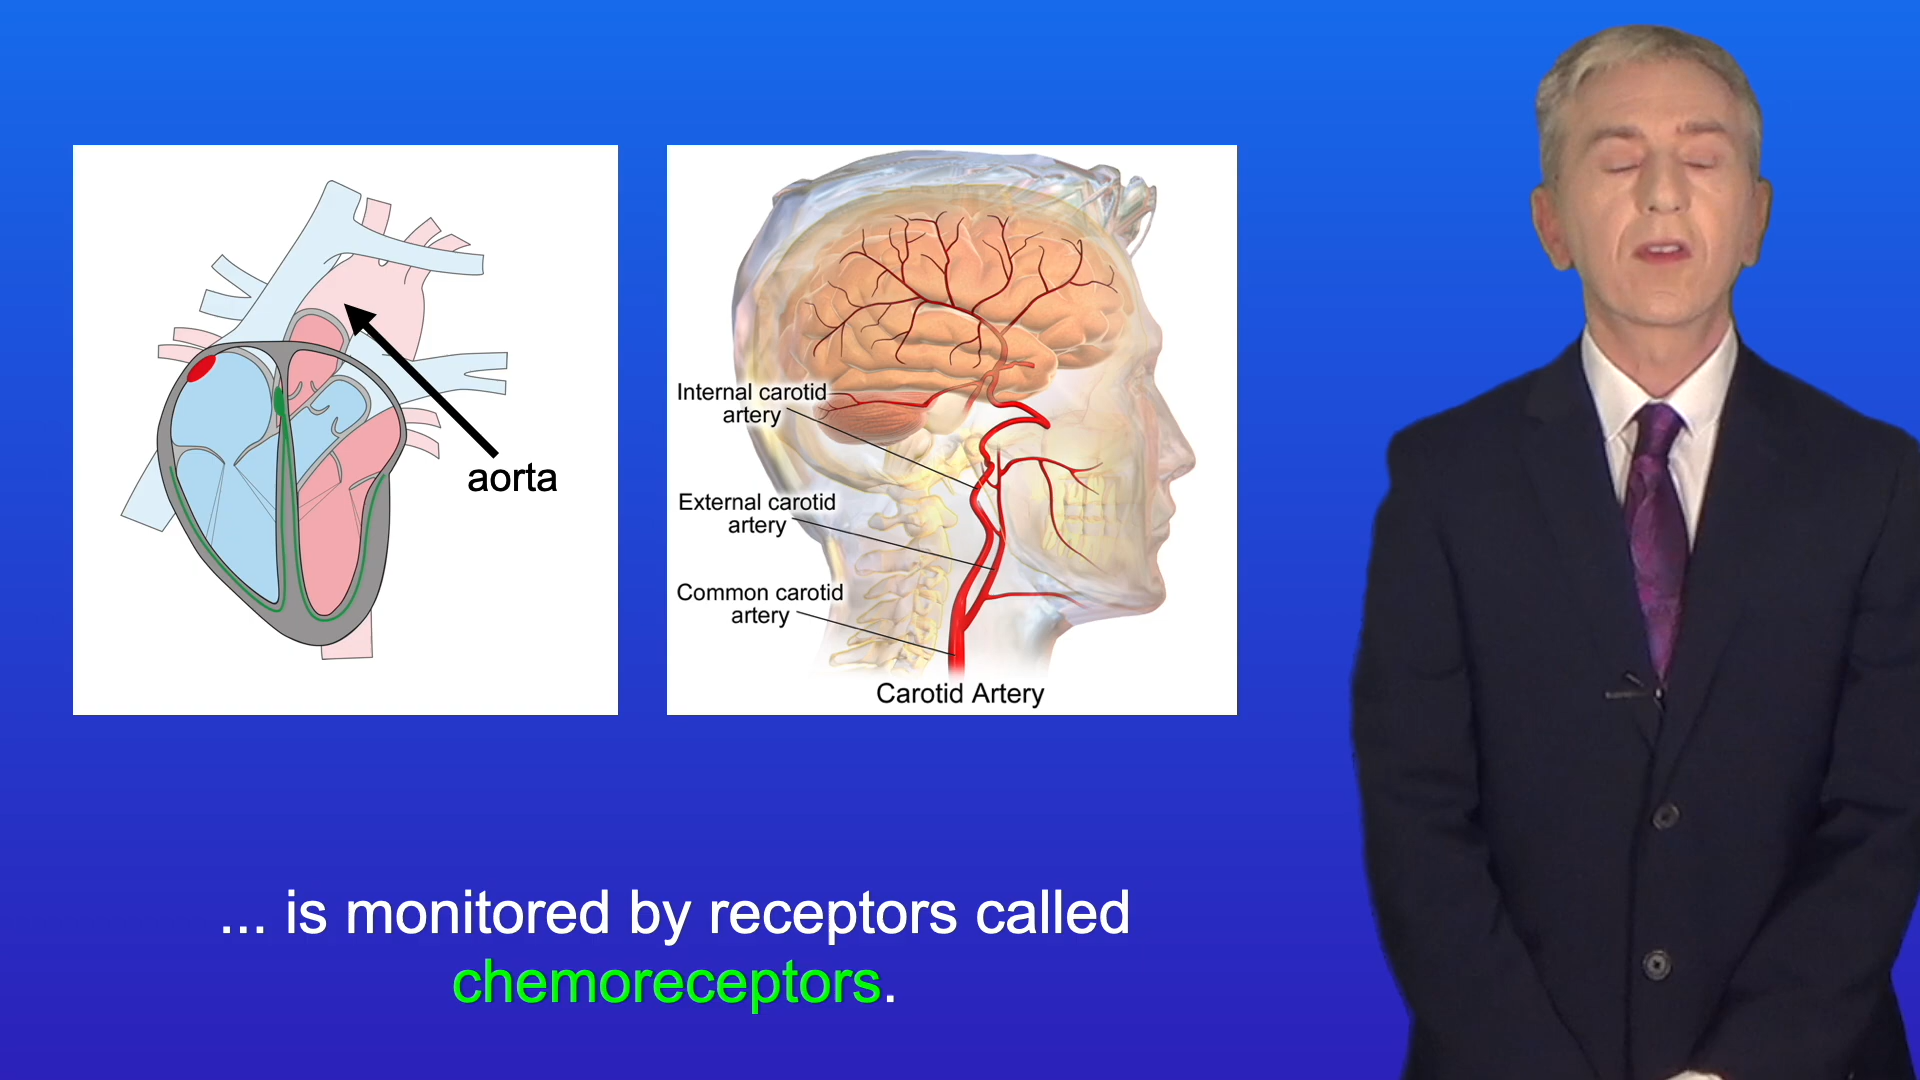 aorta
Internal carotid
artery
External carotid
artery
Common carotid
artery
Carotid Artery
... is monitored by receptors called
chemoreceptors.